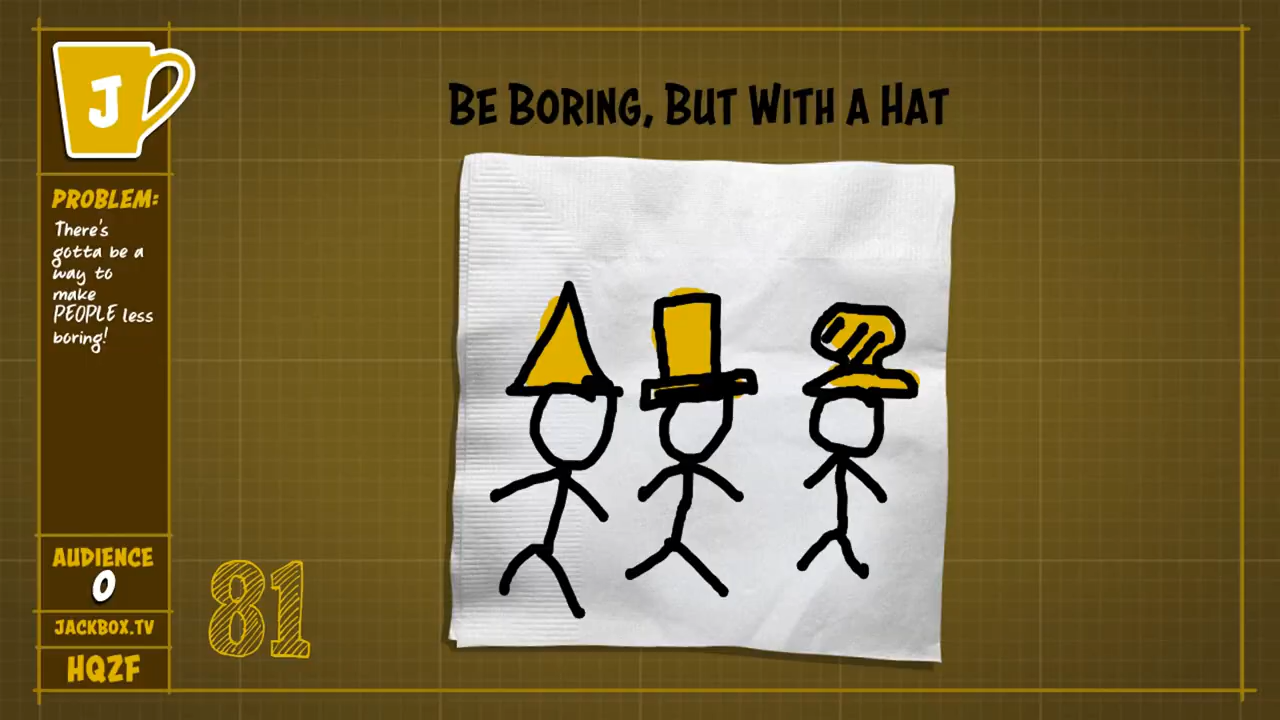 J
Be Boring, But With a Hat
PROBLEM:
There's
gotta be a
way to
make
PEOPLE less
boring!
AUDIENCE
0
JACKBOX.TV
HQZF
81